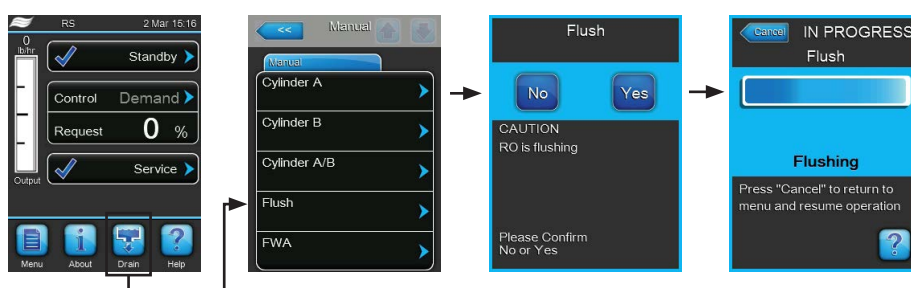 RS 2 Mar 15:16
0
lb/hr
Standby
Control Demand
Request 0 %
Service
Output
Menu About Drain Help
<< Manual
Manual
Cylinder A
Cylinder B
Cylinder A/B
Flush
FWA
Flush
No Yes
CAUTION
RO is flushing
Please Confirm
No or Yes
Cancel IN PROGRESS
Flush
Flushing
Press "Cancel" to return to
menu and resume operation
?